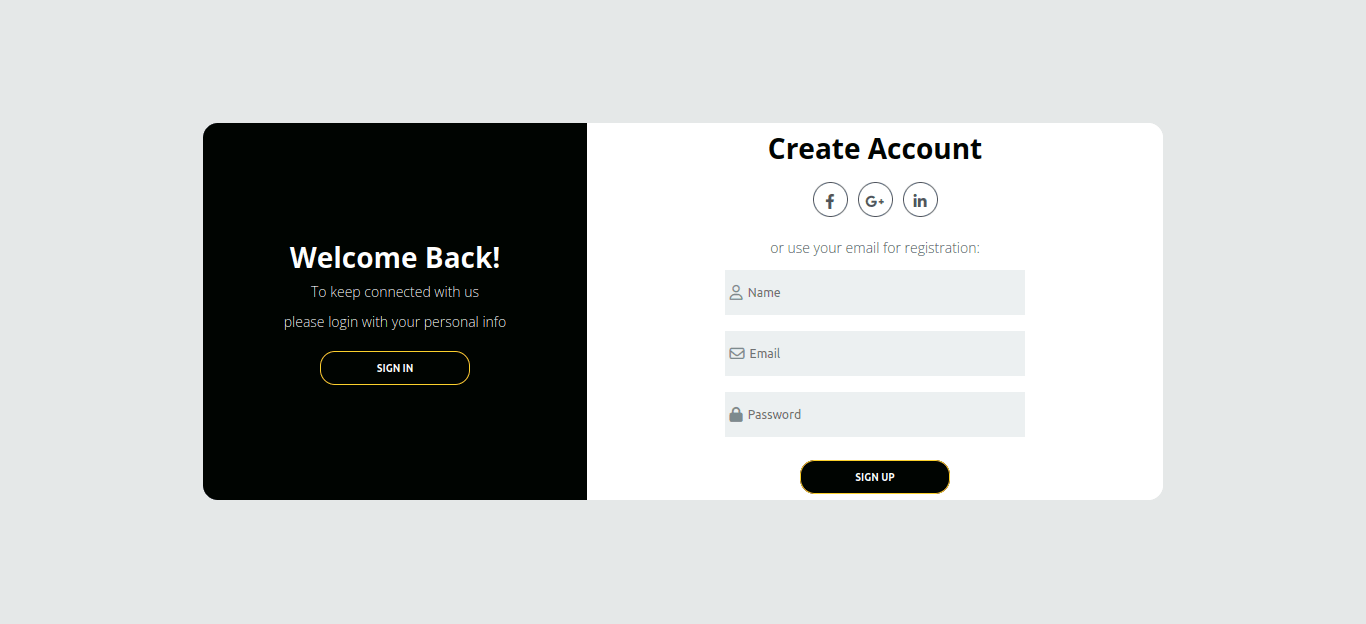 Welcome Back!
To keep connected with us
please login with your personal info
SIGN IN
Create Account
f
G+
in
or use your email for registration:
Name
Email
Password
SIGN UP